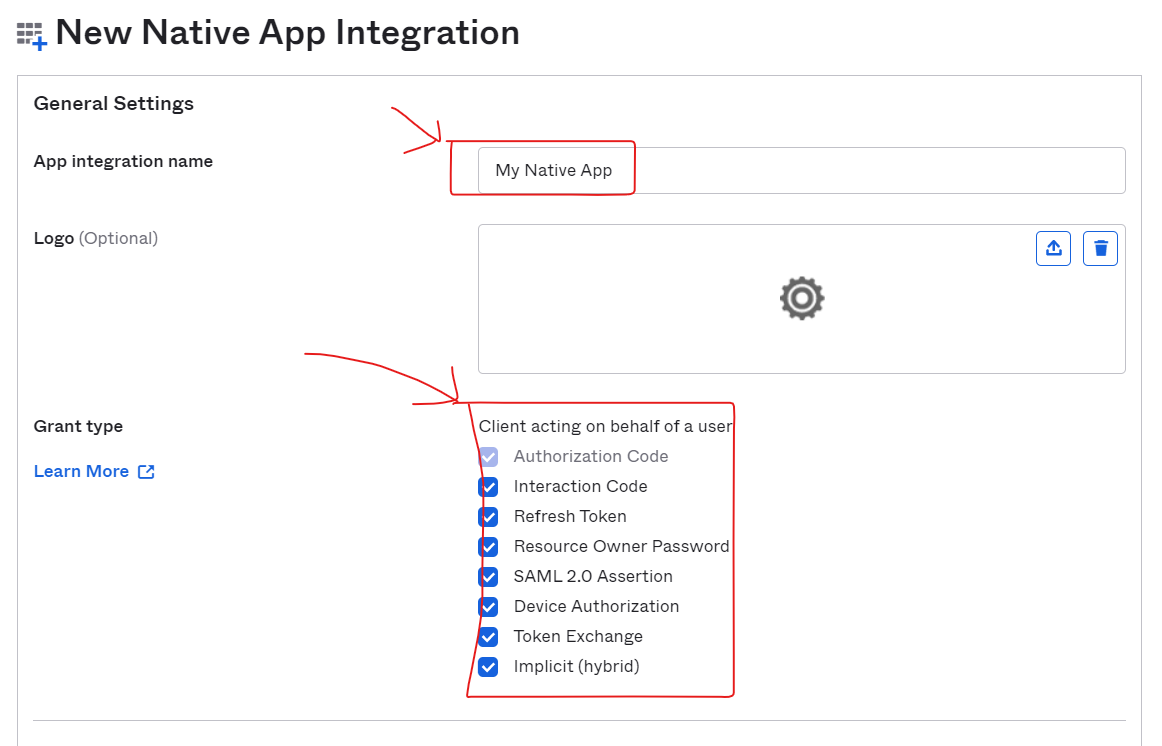 New Native App Integration
General Settings
App integration name
My Native App
Logo (Optional)
Grant type
Learn More
Client acting on behalf of a user
Authorization Code
Interaction Code
Refresh Token
Resource Owner Password
SAML 2.0 Assertion
Device Authorization
Token Exchange
Implicit (hybrid)